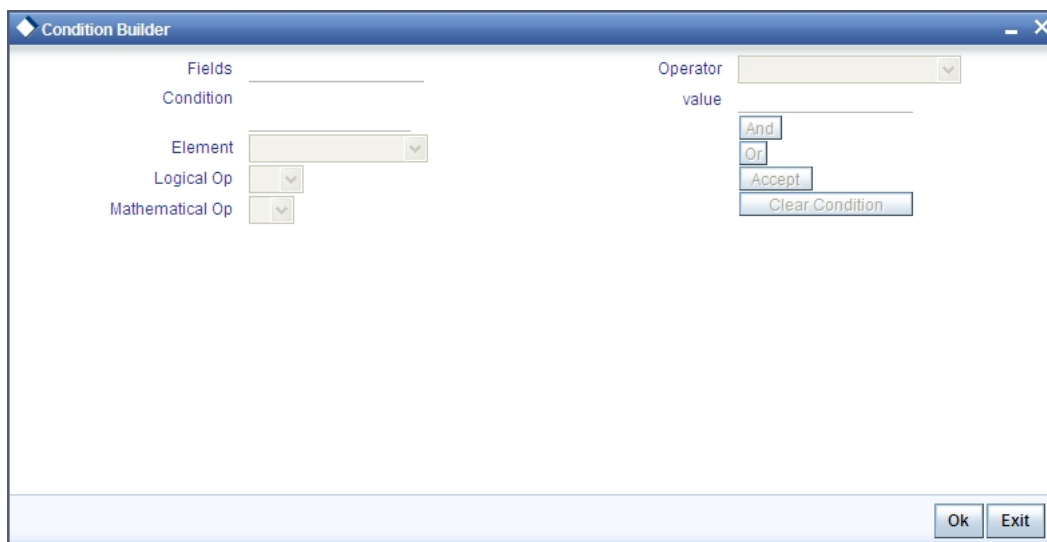 Condition Builder
Fields
Operator
Condition
value
And
Element
Or
Logical Op
Accept
Mathematical Op
Clear Condition
Ok
Exit